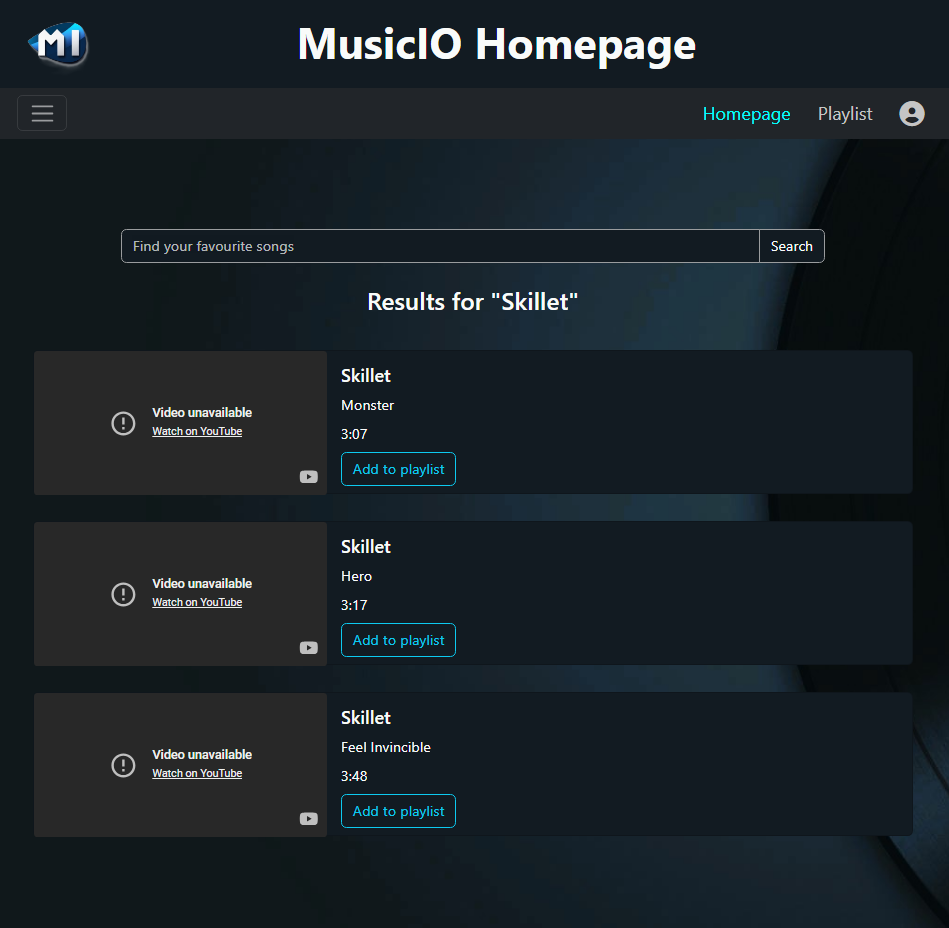 MI
MusicIO Homepage
Homepage
Playlist
Find your favourite songs
Search
Results for "Skillet"
Video unavailable
Watch on YouTube
Skillet
Monster
3:07
Add to playlist
Video unavailable
Watch on YouTube
Skillet
Hero
3:17
Add to playlist
Video unavailable
Watch on YouTube
Skillet
Feel Invincible
3:48
Add to playlist